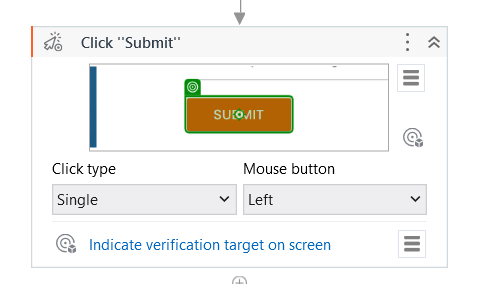 Click "Submit"
SUBMIT
Click type
Mouse button
Single
Left
Indicate verification target on screen